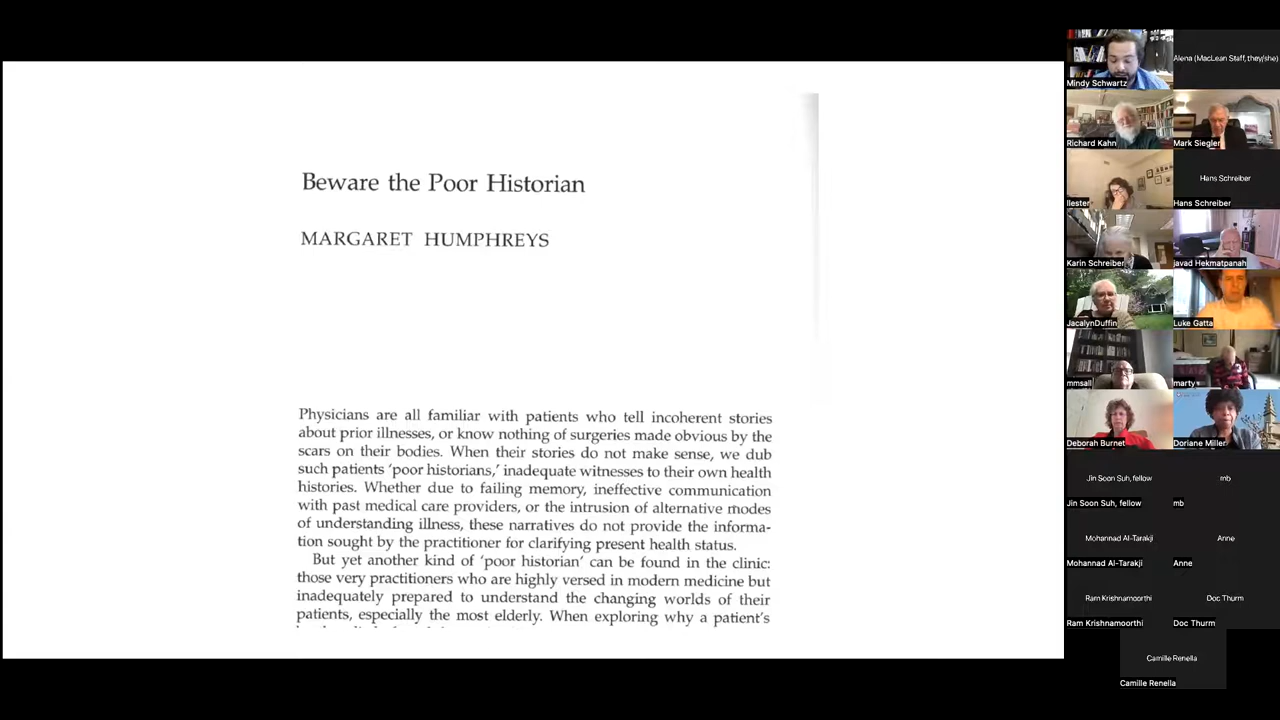 Beware the Poor Historian
MARGARET HUMPHREYS
Physicians are all familiar with patients who tell incoherent stories
about prior illnesses, or know nothing of surgeries made obvious by the
scars on their bodies. When their stories do not make sense, we dub
such patients ‘poor historians,’ inadequate witnesses to their own health
histories. Whether due to failing memory, ineffective communication
with past medical care providers, or the intrusion of alternative modes
of understanding illness, these narratives do not provide the informa-
tion sought by the practitioner for clarifying present health status.
But yet another kind of ‘poor historian’ can be found in the clinic:
those very practitioners who are highly versed in modern medicine but
inadequately prepared to understand the changing worlds of their
patients, especially the most elderly. When exploring why a patient’s
Mindy Schwartz
Alena (MacLean Staff, they/she)
Richard Kahn
Mark Siegler
Hans Schreiber
llester
Hans Schreiber
Karin Schreiber
javad Hekmatpanah
JacalynDuffin
Luke Gatta
mmsall
marty
Deborah Burnet
Doriane Miller
Jin Soon Suh, fellow
mb
Jin Soon Suh, fellow
mb
Mohannad Al-Tarakji
Anne
Mohannad Al-Tarakji
Anne
Ram Krishnamoorthi
Doc Thurm
Ram Krishnamoorthi
Doc Thurm
Camille Renella
Camille Renella